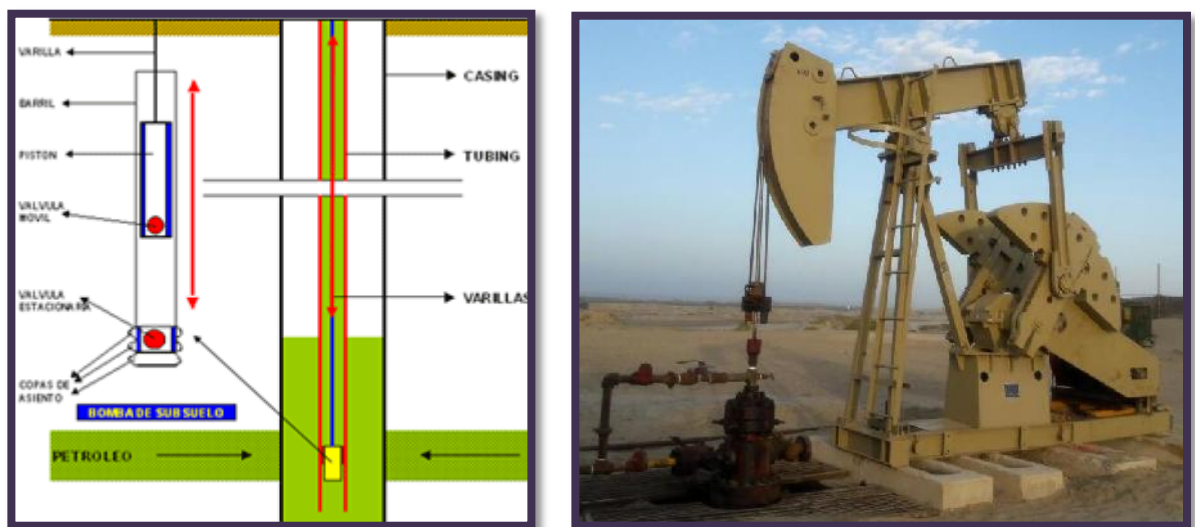 VARILLA
BARRIL
PISTON
VALVULA
MOVIL
VALVULA
ESTACIONARIA
COPAS DE
ASIENTO
BOMBA DE SUBSUELO
PETROLEO
CASING
TUBING
VARILLAS